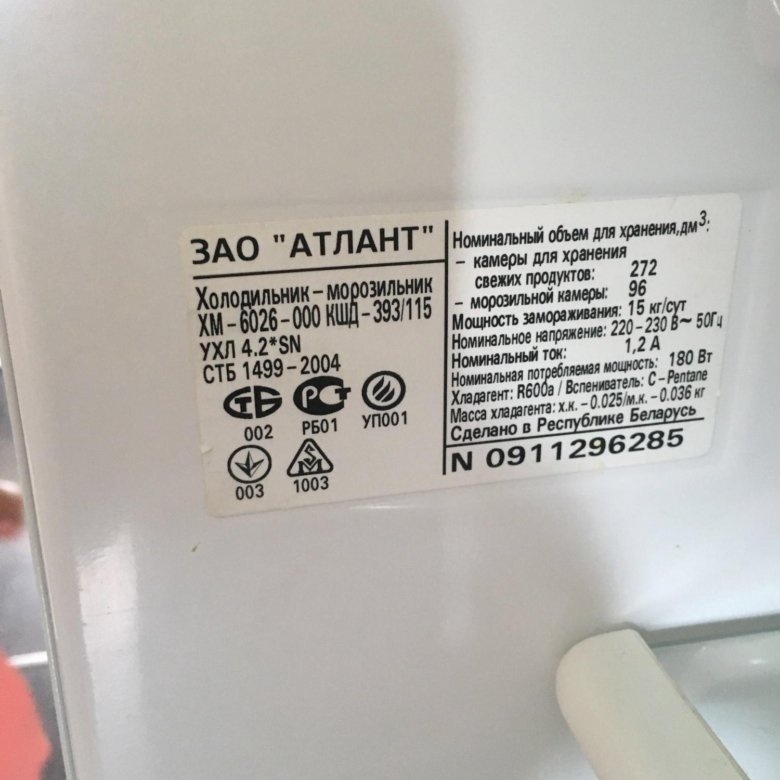 ЗАО "АТЛАНТ"
Холодильник – морозильник
ХМ – 6026 – 000 КШД – 393/115
УХЛ 4.2*SN
СТБ 1499 – 2004
СТБ РСТ
002 РБ01 УП001
003 1003
Номинальный объем для хранения, дм³:
– камеры для хранения
свежих продуктов: 272
– морозильной камеры: 96
Мощность замораживания: 15 кг/сут
Номинальное напряжение: 220 – 230 В ~ 50Гц
Номинальный ток: 1,2 А
Номинальная потребляемая мощность: 180 Вт
Хладагент: R600a / Вспениватель: C – Pentane
Масса хладагента: х.к. – 0.025/м.к. – 0.036 кг
Сделано в Республике Беларусь
N 0911296285